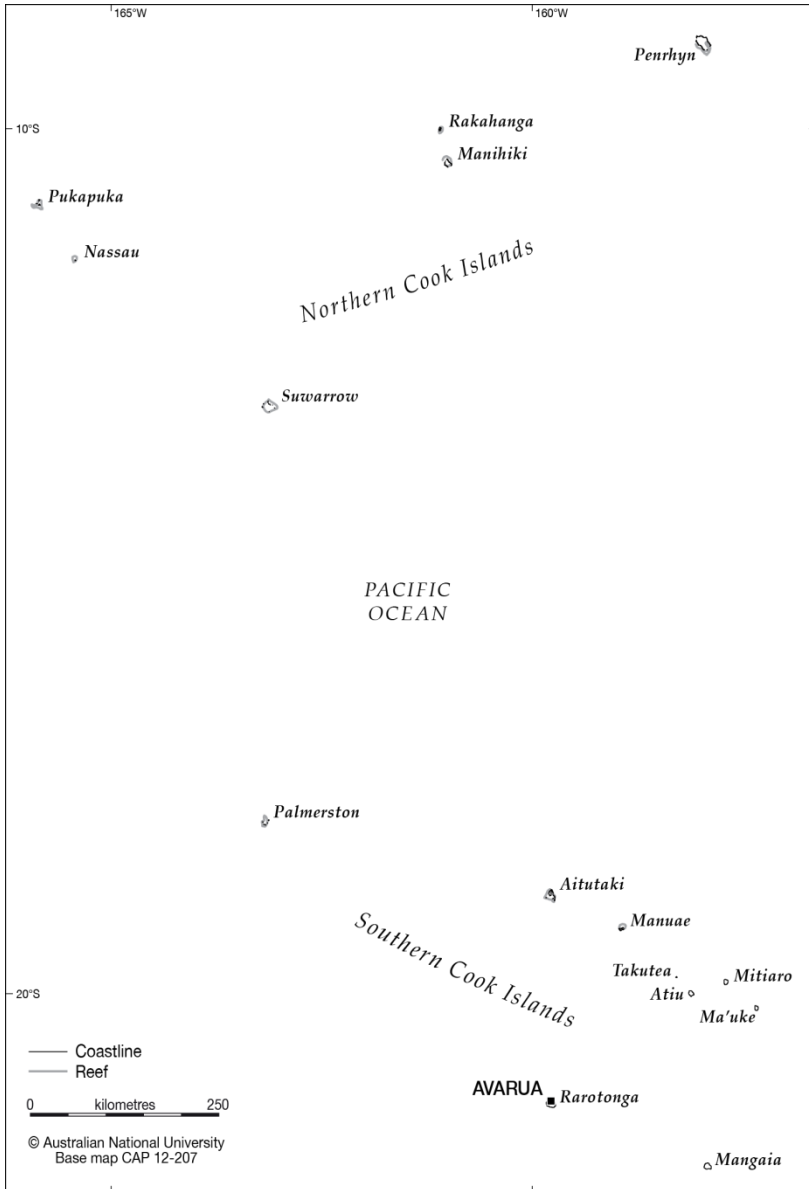 165°W
160°W
Penrhyn
10°S
Rakahanga
Manihiki
Pukapuka
Nassau
Northern Cook Islands
Suwarrow
PACIFIC
OCEAN
Palmerston
Aitutaki
Southern Cook Islands
Manuae
Takutea
Mitiaro
20°S
Atiu
Ma'uke
Coastline
Reef
AVARUA
Rarotonga
0 kilometres 250
© Australian National University
Base map CAP 12-207
Mangaia